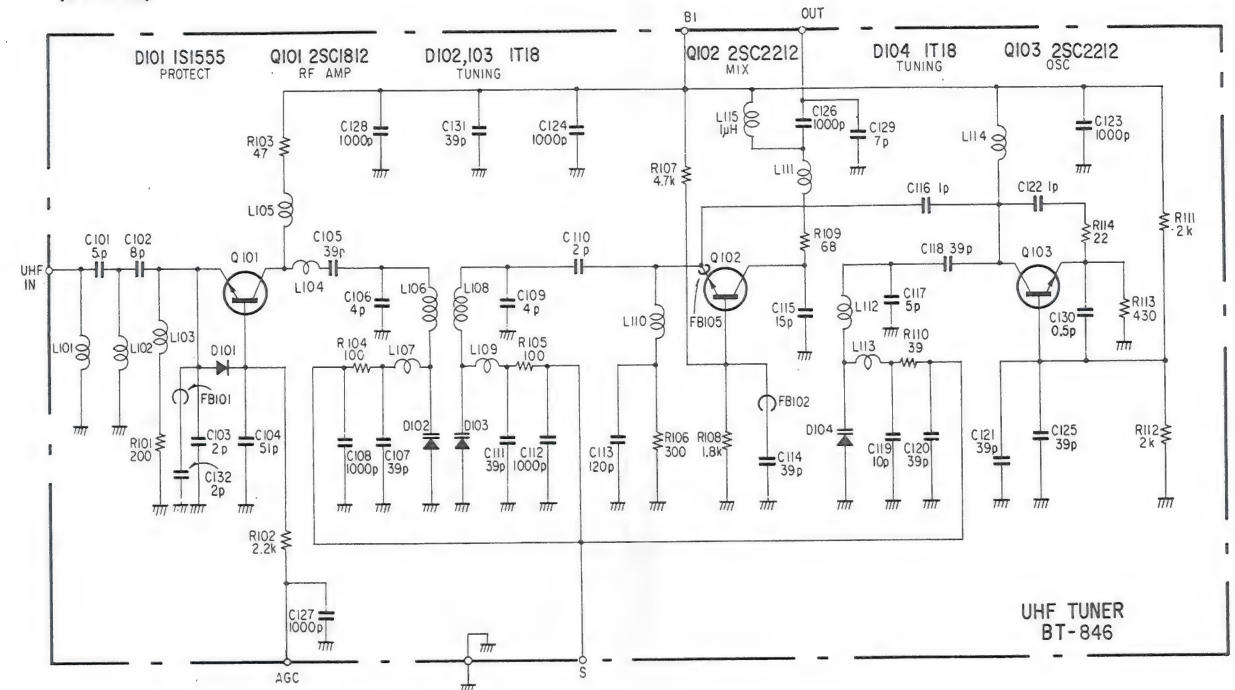 B1
OUT
D101 1S1555
PROTECT
Q101 2SC1812
RF AMP
D102,103 1T18
TUNING
Q102 2SC2212
MIX
D104 1T18
TUNING
Q103 2SC2212
OSC
R103
47
C128
1000p
C131
39p
C124
1000p
L115
1μH
C126
1000p
C129
7p
L114
C123
1000p
L105
R107
4.7k
L111
C116 1p
C122 1p
R111
2k
R114
22
C101
5p
C102
8p
Q101
C105
39p
C110
2p
Q102
R109
68
C118 39p
Q103
UHF
IN
L104
C106
4p
L106
L108
C109
4p
L110
FB105
C115
15p
L112
C117
5p
C130
0.5p
R113
430
L101
L102
L103
D101
R104
100
L107
L109
R105
100
L113
R110
39
FB101
FB102
R101
200
C103
2p
C104
51p
C132
2p
D102
D103
C108
1000p
C107
39p
C111
39p
C112
1000p
C113
120p
R106
300
R108
1.8k
C114
39p
D104
C119
10p
C120
39p
C121
39p
C125
39p
R112
2k
R102
2.2k
C127
1000p
UHF TUNER
BT-846
AGC
S